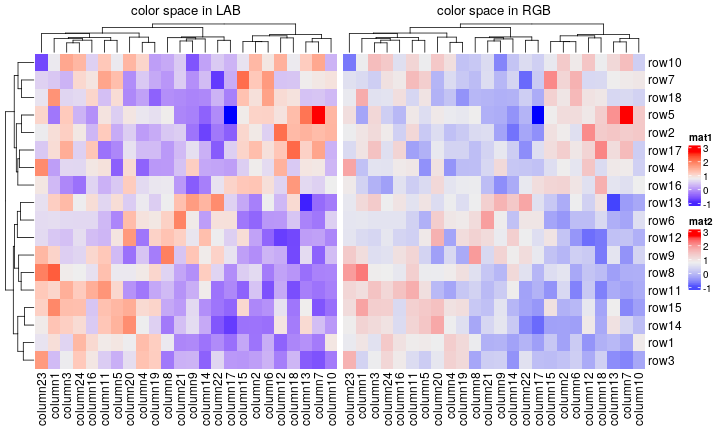 color space in LAB
color space in RGB
row10
row7
row18
row5
row2
row17
row4
row16
row13
row6
row12
row9
row8
row11
row15
row14
row1
row3
mat1
3
2
1
0
-1
mat2
3
2
1
0
-1
column23
column1
column3
column24
column16
column11
column5
column20
column4
column19
column8
column21
column9
column14
column22
column17
column15
column2
column6
column12
column18
column13
column7
column10
column23
column1
column3
column24
column16
column11
column5
column20
column4
column19
column8
column21
column9
column14
column22
column17
column15
column2
column6
column12
column18
column13
column7
column10